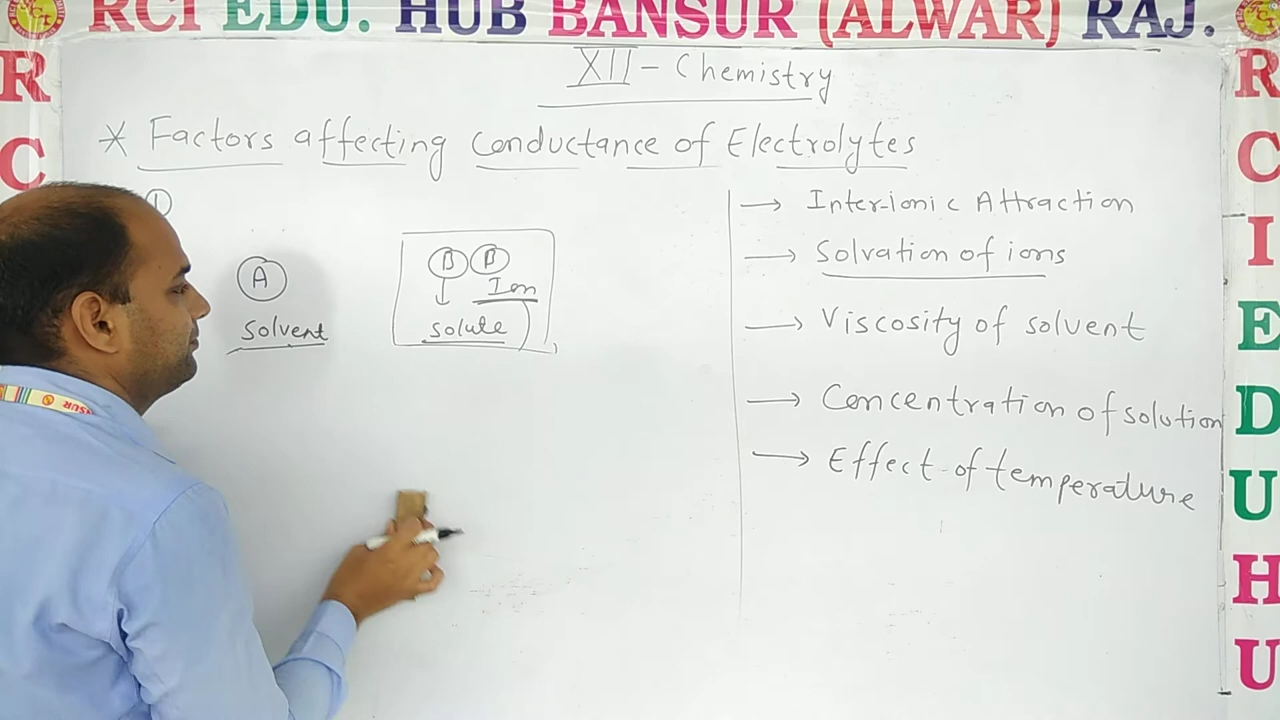 RCI EDU. HUB BANSUR (ALWAR) RAJ.
XII - Chemistry
* Factors affecting Conductance of Electrolytes
①
A
Solvent
B B
Ion
Solute
→ Inter-ionic Attraction
→ Solvation of ions
→ Viscosity of solvent
→ Concentration of solution
→ Effect of temperature
R
C
R
C
I
E
D
U
H
U